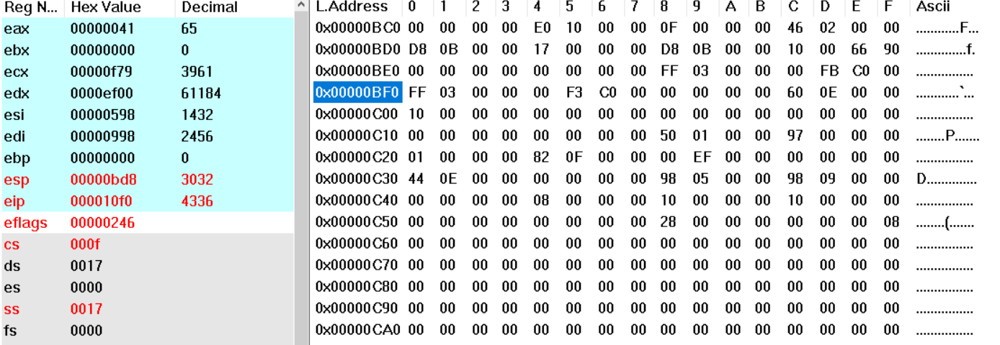 Reg N... Hex Value Decimal L.Address 0 1 2 3 4 5 6 7 8 9 A B C D E F Ascii
eax 00000041 65 0x00000BC0 00 00 00 00 E0 10 00 00 0F 00 00 00 46 02 00 00 ............F...
ebx 00000000 0 0x00000BD0 D8 0B 00 00 17 00 00 00 D8 0B 00 00 10 00 66 90 ..............f.
ecx 00000f79 3961 0x00000BE0 00 00 00 00 00 00 00 00 FF 03 00 00 00 FB C0 00 ................
edx 0000ef00 61184 0x00000BF0 FF 03 00 00 00 F3 C0 00 00 00 00 00 60 0E 00 00 ............`...
esi 00000598 1432 0x00000C00 10 00 00 00 00 00 00 00 00 00 00 00 00 00 00 00 ................
edi 00000998 2456 0x00000C10 00 00 00 00 00 00 00 00 50 01 00 00 97 00 00 00 ........P.......
ebp 00000000 0 0x00000C20 01 00 00 00 82 0F 00 00 00 EF 00 00 00 00 00 00 ................
esp 00000bd8 3032 0x00000C30 44 0E 00 00 00 00 00 00 98 05 00 00 98 09 00 00 D...............
eip 000010f0 4336 0x00000C40 00 00 00 00 08 00 00 00 10 00 00 00 10 00 00 00 ................
eflags 00000246 0x00000C50 00 00 00 00 00 00 00 00 28 00 00 00 00 00 00 08 ........(.......
cs 000f 0x00000C60 00 00 00 00 00 00 00 00 00 00 00 00 00 00 00 00 ................
ds 0017 0x00000C70 00 00 00 00 00 00 00 00 00 00 00 00 00 00 00 00 ................
es 0000 0x00000C80 00 00 00 00 00 00 00 00 00 00 00 00 00 00 00 00 ................
ss 0017 0x00000C90 00 00 00 00 00 00 00 00 00 00 00 00 00 00 00 00 ................
fs 0000 0x00000CA0 00 00 00 00 00 00 00 00 00 00 00 00 00 00 00 00 ................